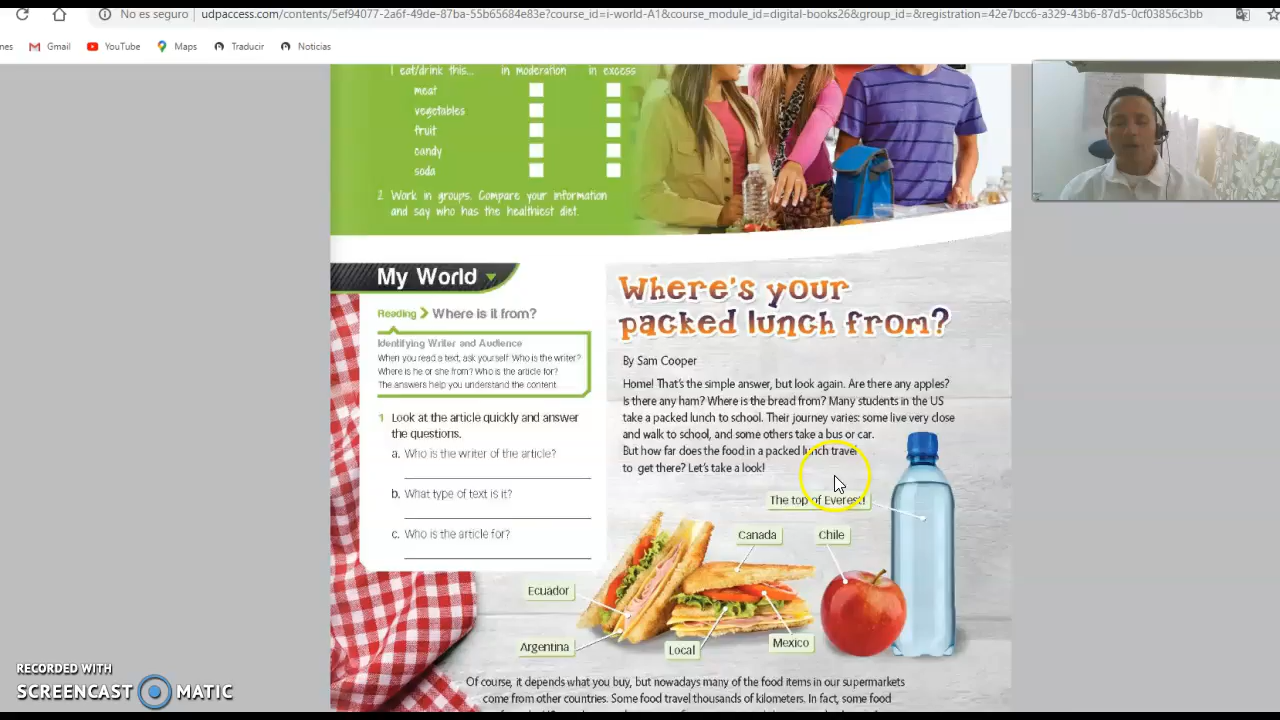 No es seguro
udpaccess.com/contents/5ef94077-2a6f-49de-87ba-55b65684e83e?course_id=i-world-A1&course_module_id=digital-books26&group_id=&registration=42e7bcc6-a329-43b6-87d5-0cf03856c3bb
nes
Gmail
YouTube
Maps
Traducir
Noticias
I eat/drink this... in moderation in excess
meat
vegetables
fruit
candy
soda
2 Work in groups. Compare your information
and say who has the healthiest diet.
My World
Reading Where is it from?
Identifying Writer and Audience
When you read a text, ask yourself: Who is the writer?
Where is he or she from? Who is the article for?
The answers help you understand the content.
1 Look at the article quickly and answer
the questions.
a. Who is the writer of the article?
b. What type of text is it?
c. Who is the article for?
Where's your
packed lunch from?
By Sam Cooper
Home! That's the simple answer, but look again. Are there any apples?
Is there any ham? Where is the bread from? Many students in the US
take a packed lunch to school. Their journey varies: some live very close
and walk to school, and some others take a bus or car.
But how far does the food in a packed lunch travel
to get there? Let's take a look!
The top of Everest!
Canada
Chile
Ecuador
Argentina
Local
Mexico
Of course, it depends what you buy, but nowadays many of the food items in our supermarkets
come from other countries. Some food travel thousands of kilometers. In fact, some food
RECORDED WITH
SCREENCAST MATIC